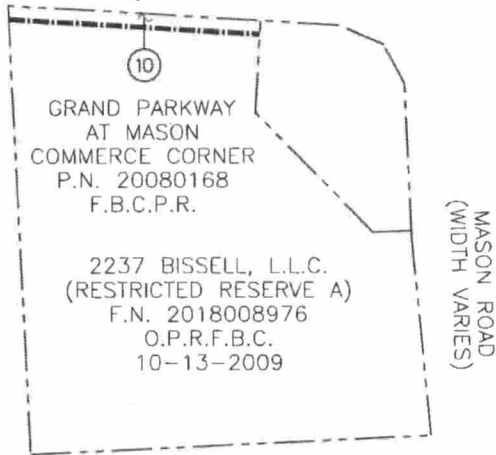 10
GRAND PARKWAY
AT MASON
COMMERCE CORNER
P.N. 20080168
F.B.C.P.R.
2237 BISSELL, L.L.C.
(RESTRICTED RESERVE A)
F.N. 2018008976
O.P.R.F.B.C.
10-13-2009
MASON ROAD
(WIDTH VARIES)